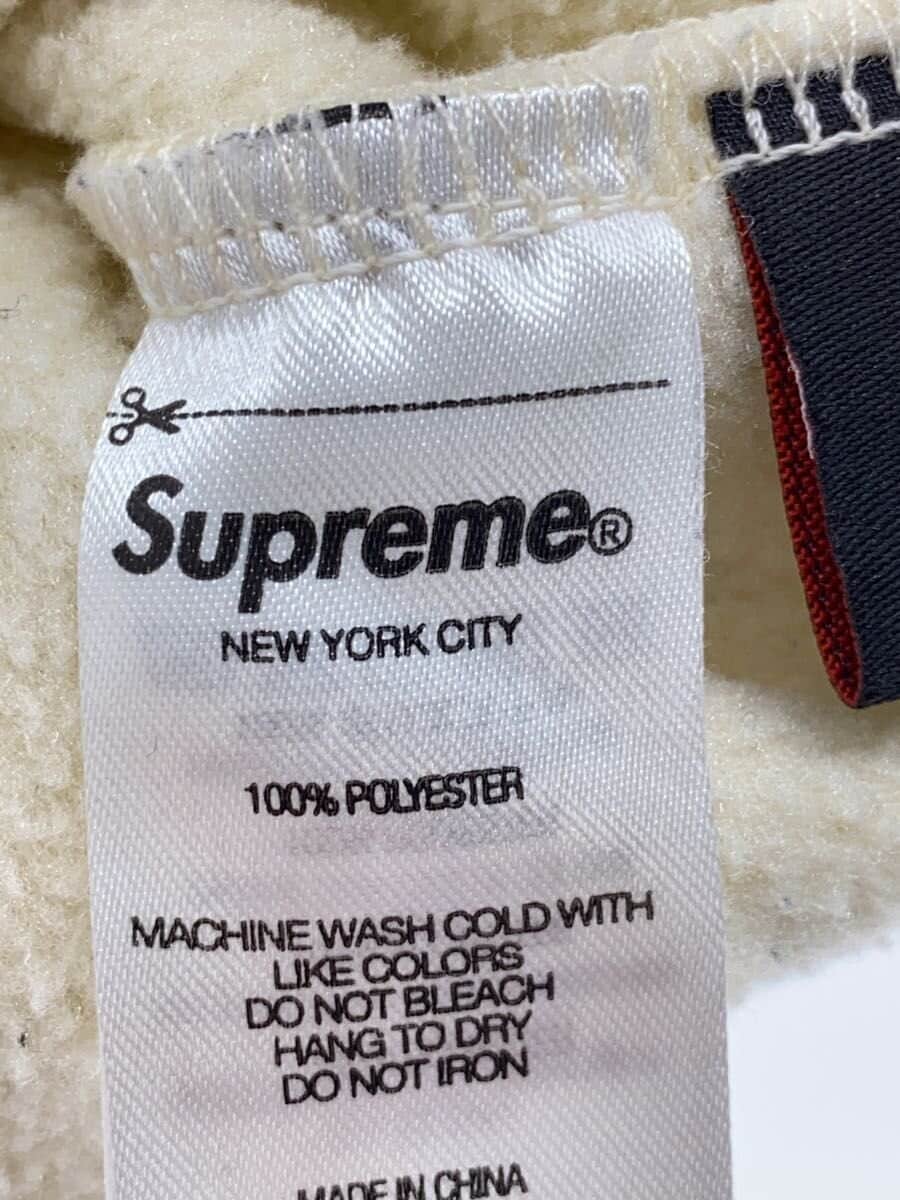 Supreme®
NEW YORK CITY
100% POLYESTER
MACHINE WASH COLD WITH
LIKE COLORS
DO NOT BLEACH
HANG TO DRY
DO NOT IRON
MADE IN CHINA